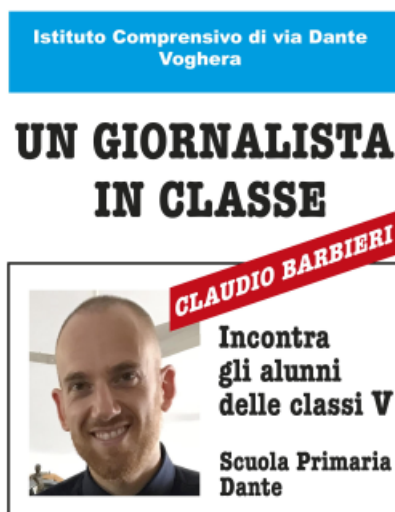 Istituto Comprensivo di via Dante
Voghera
UN GIORNALISTA
IN CLASSE
CLAUDIO BARBIERI
Incontra
gli alunni
delle classi V
Scuola Primaria
Dante